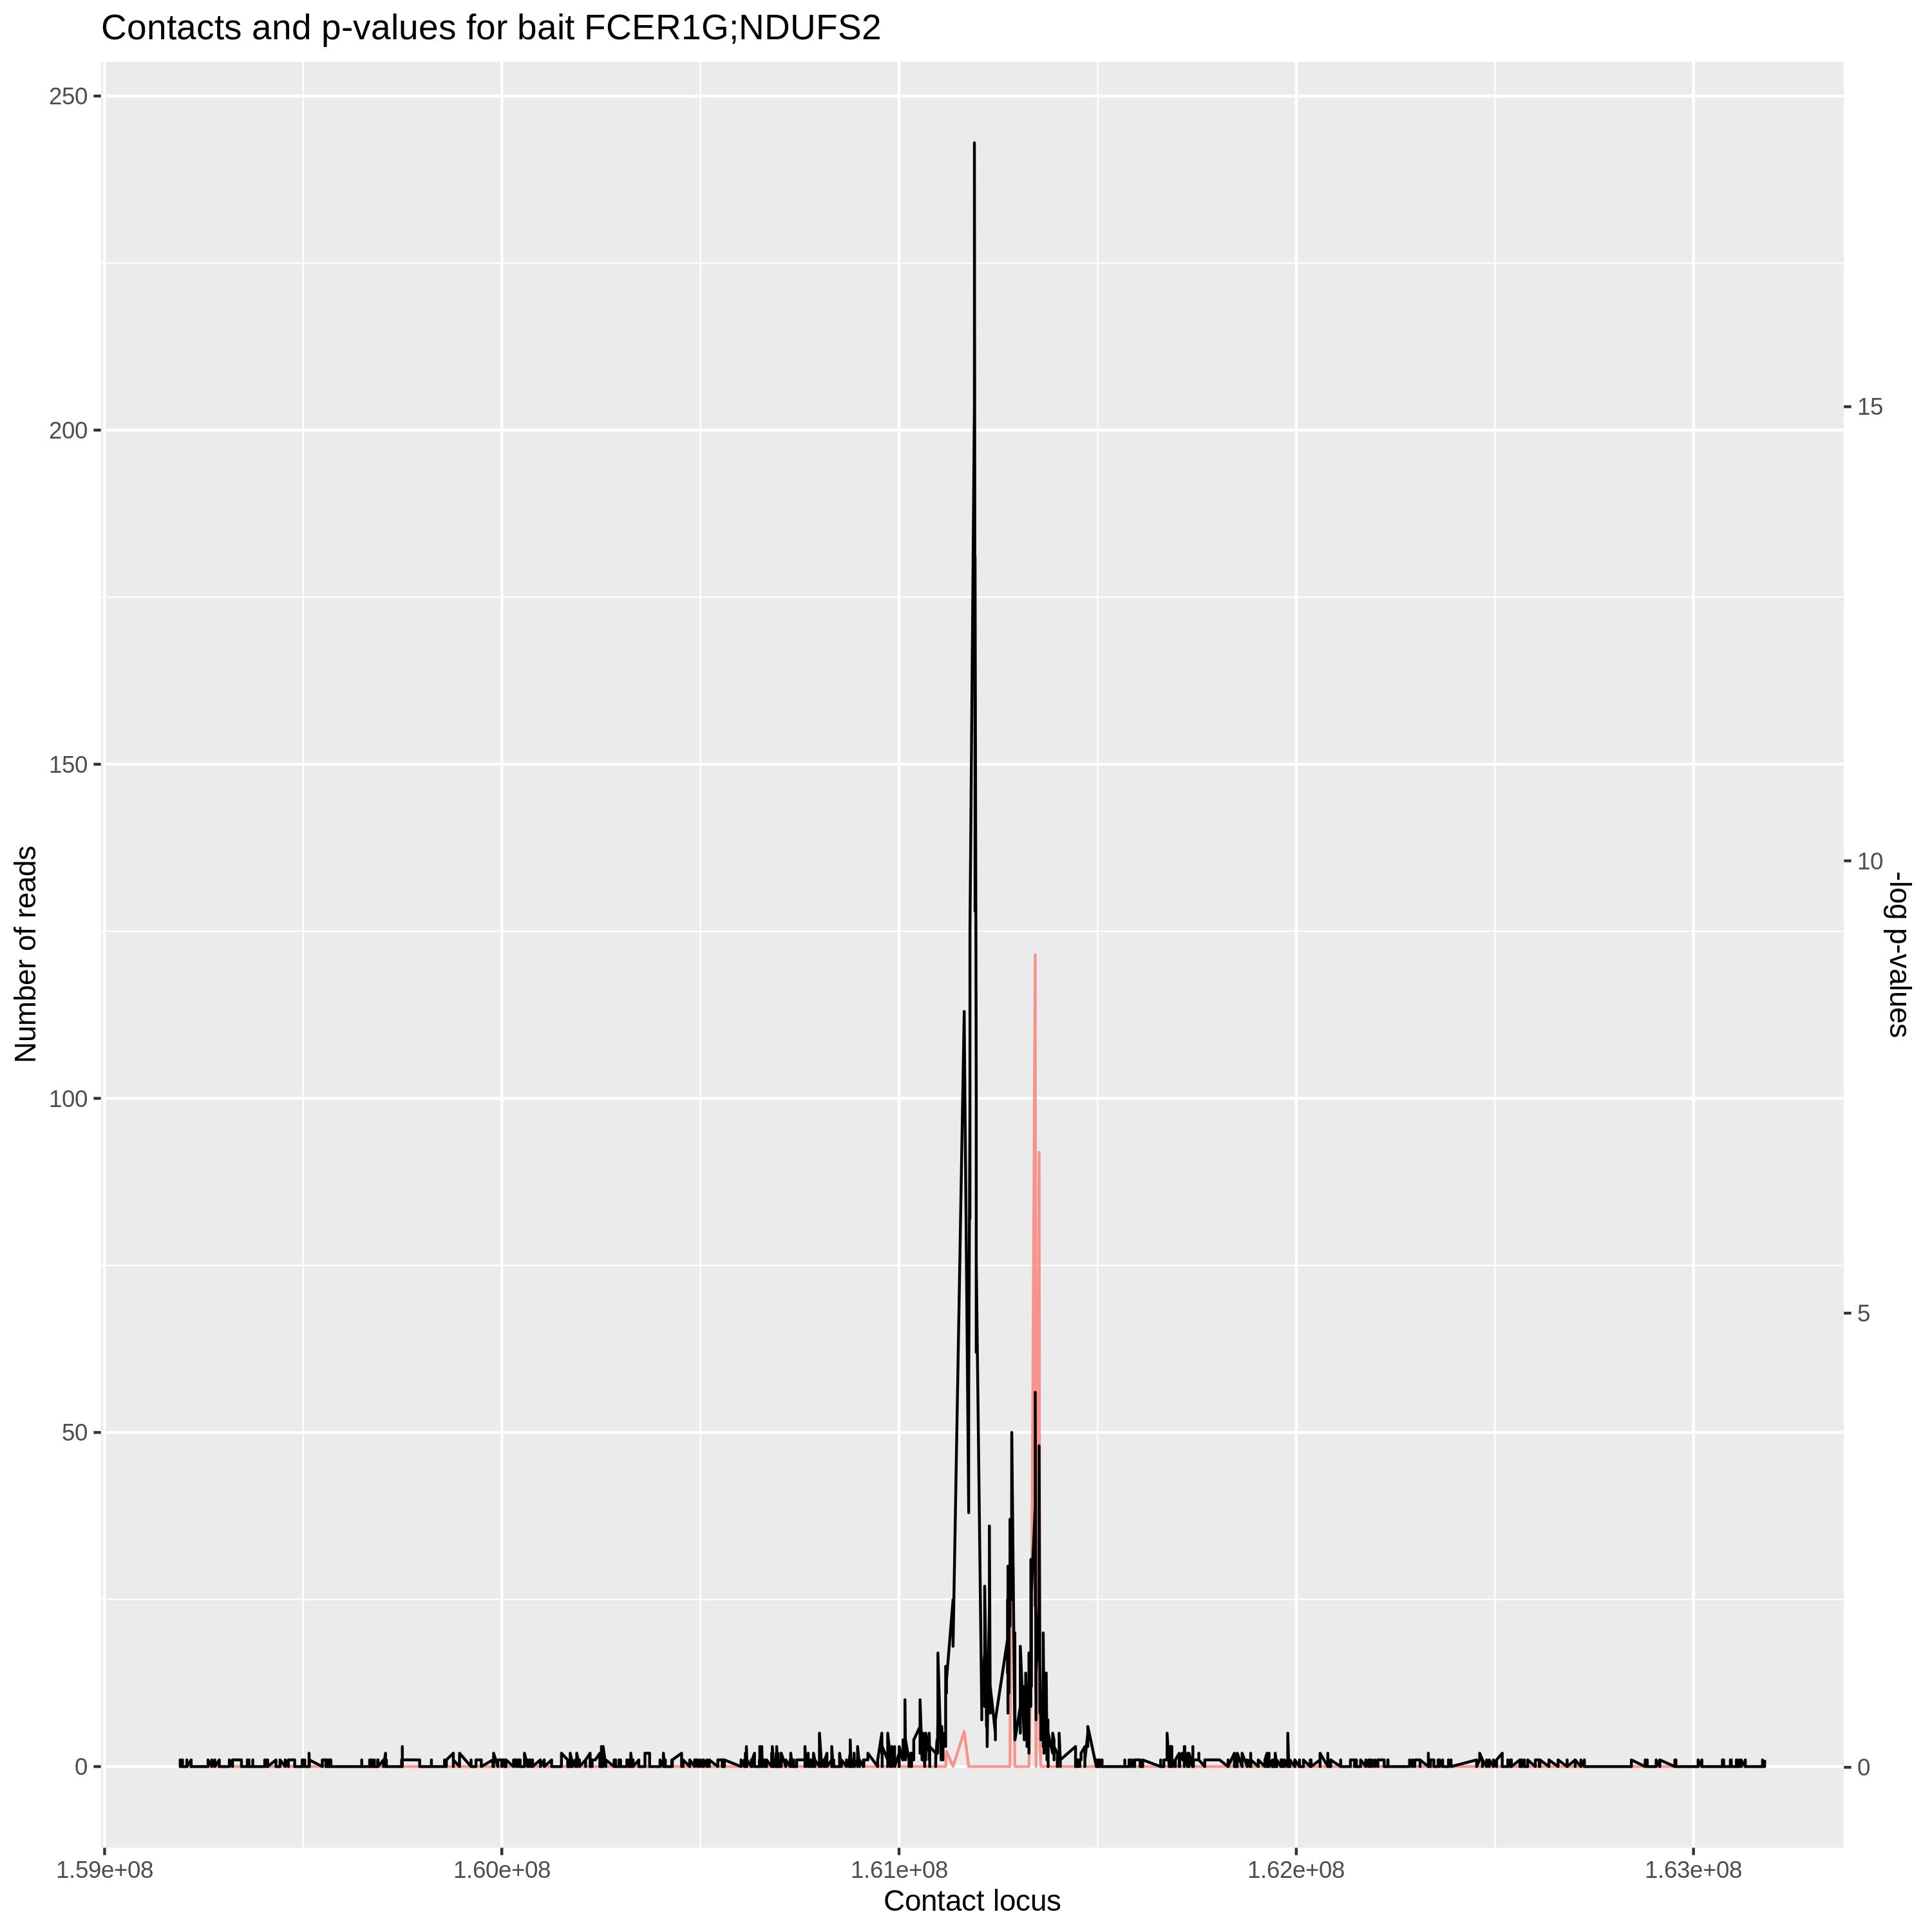 Contacts and p-values for bait FCER1G;NDUFS2
250
200
150
100
50
0
Number of reads
15
10
5
0
-log p-values
1.59e+08
1.60e+08
1.61e+08
1.62e+08
1.63e+08
Contact locus